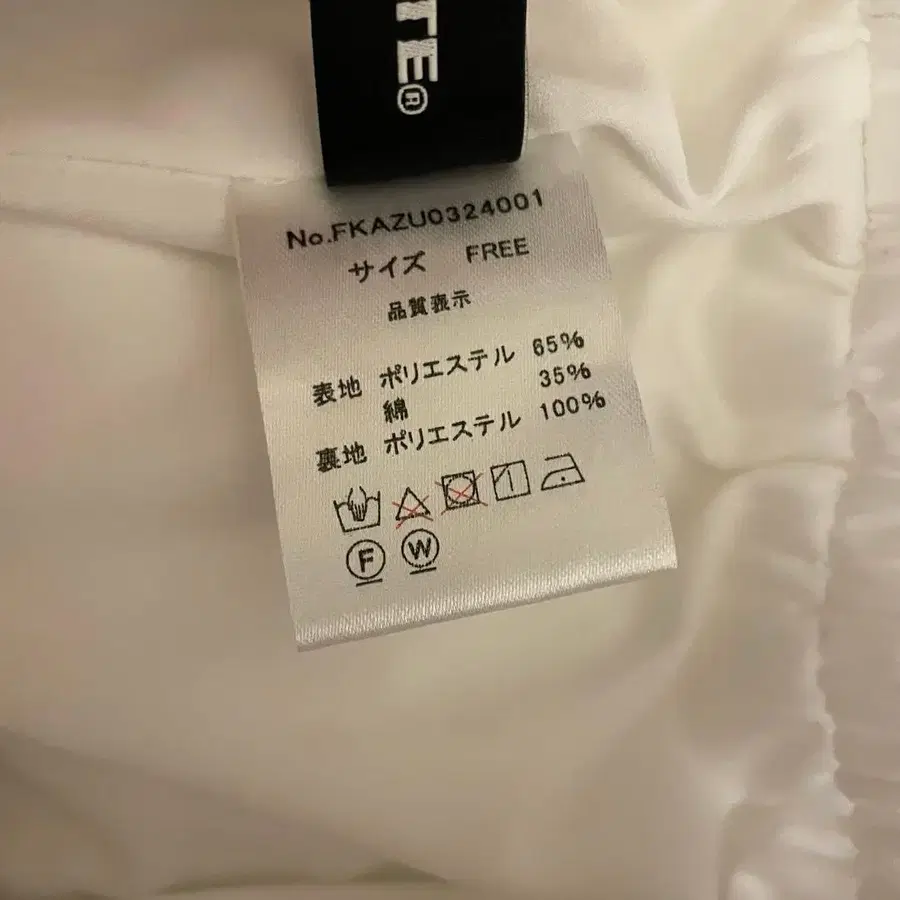 TE®
No.FKAZU0324001
サイズ FREE
品質表示
表地 ポリエステル 65%
綿 35%
裏地 ポリエステル 100%
F W